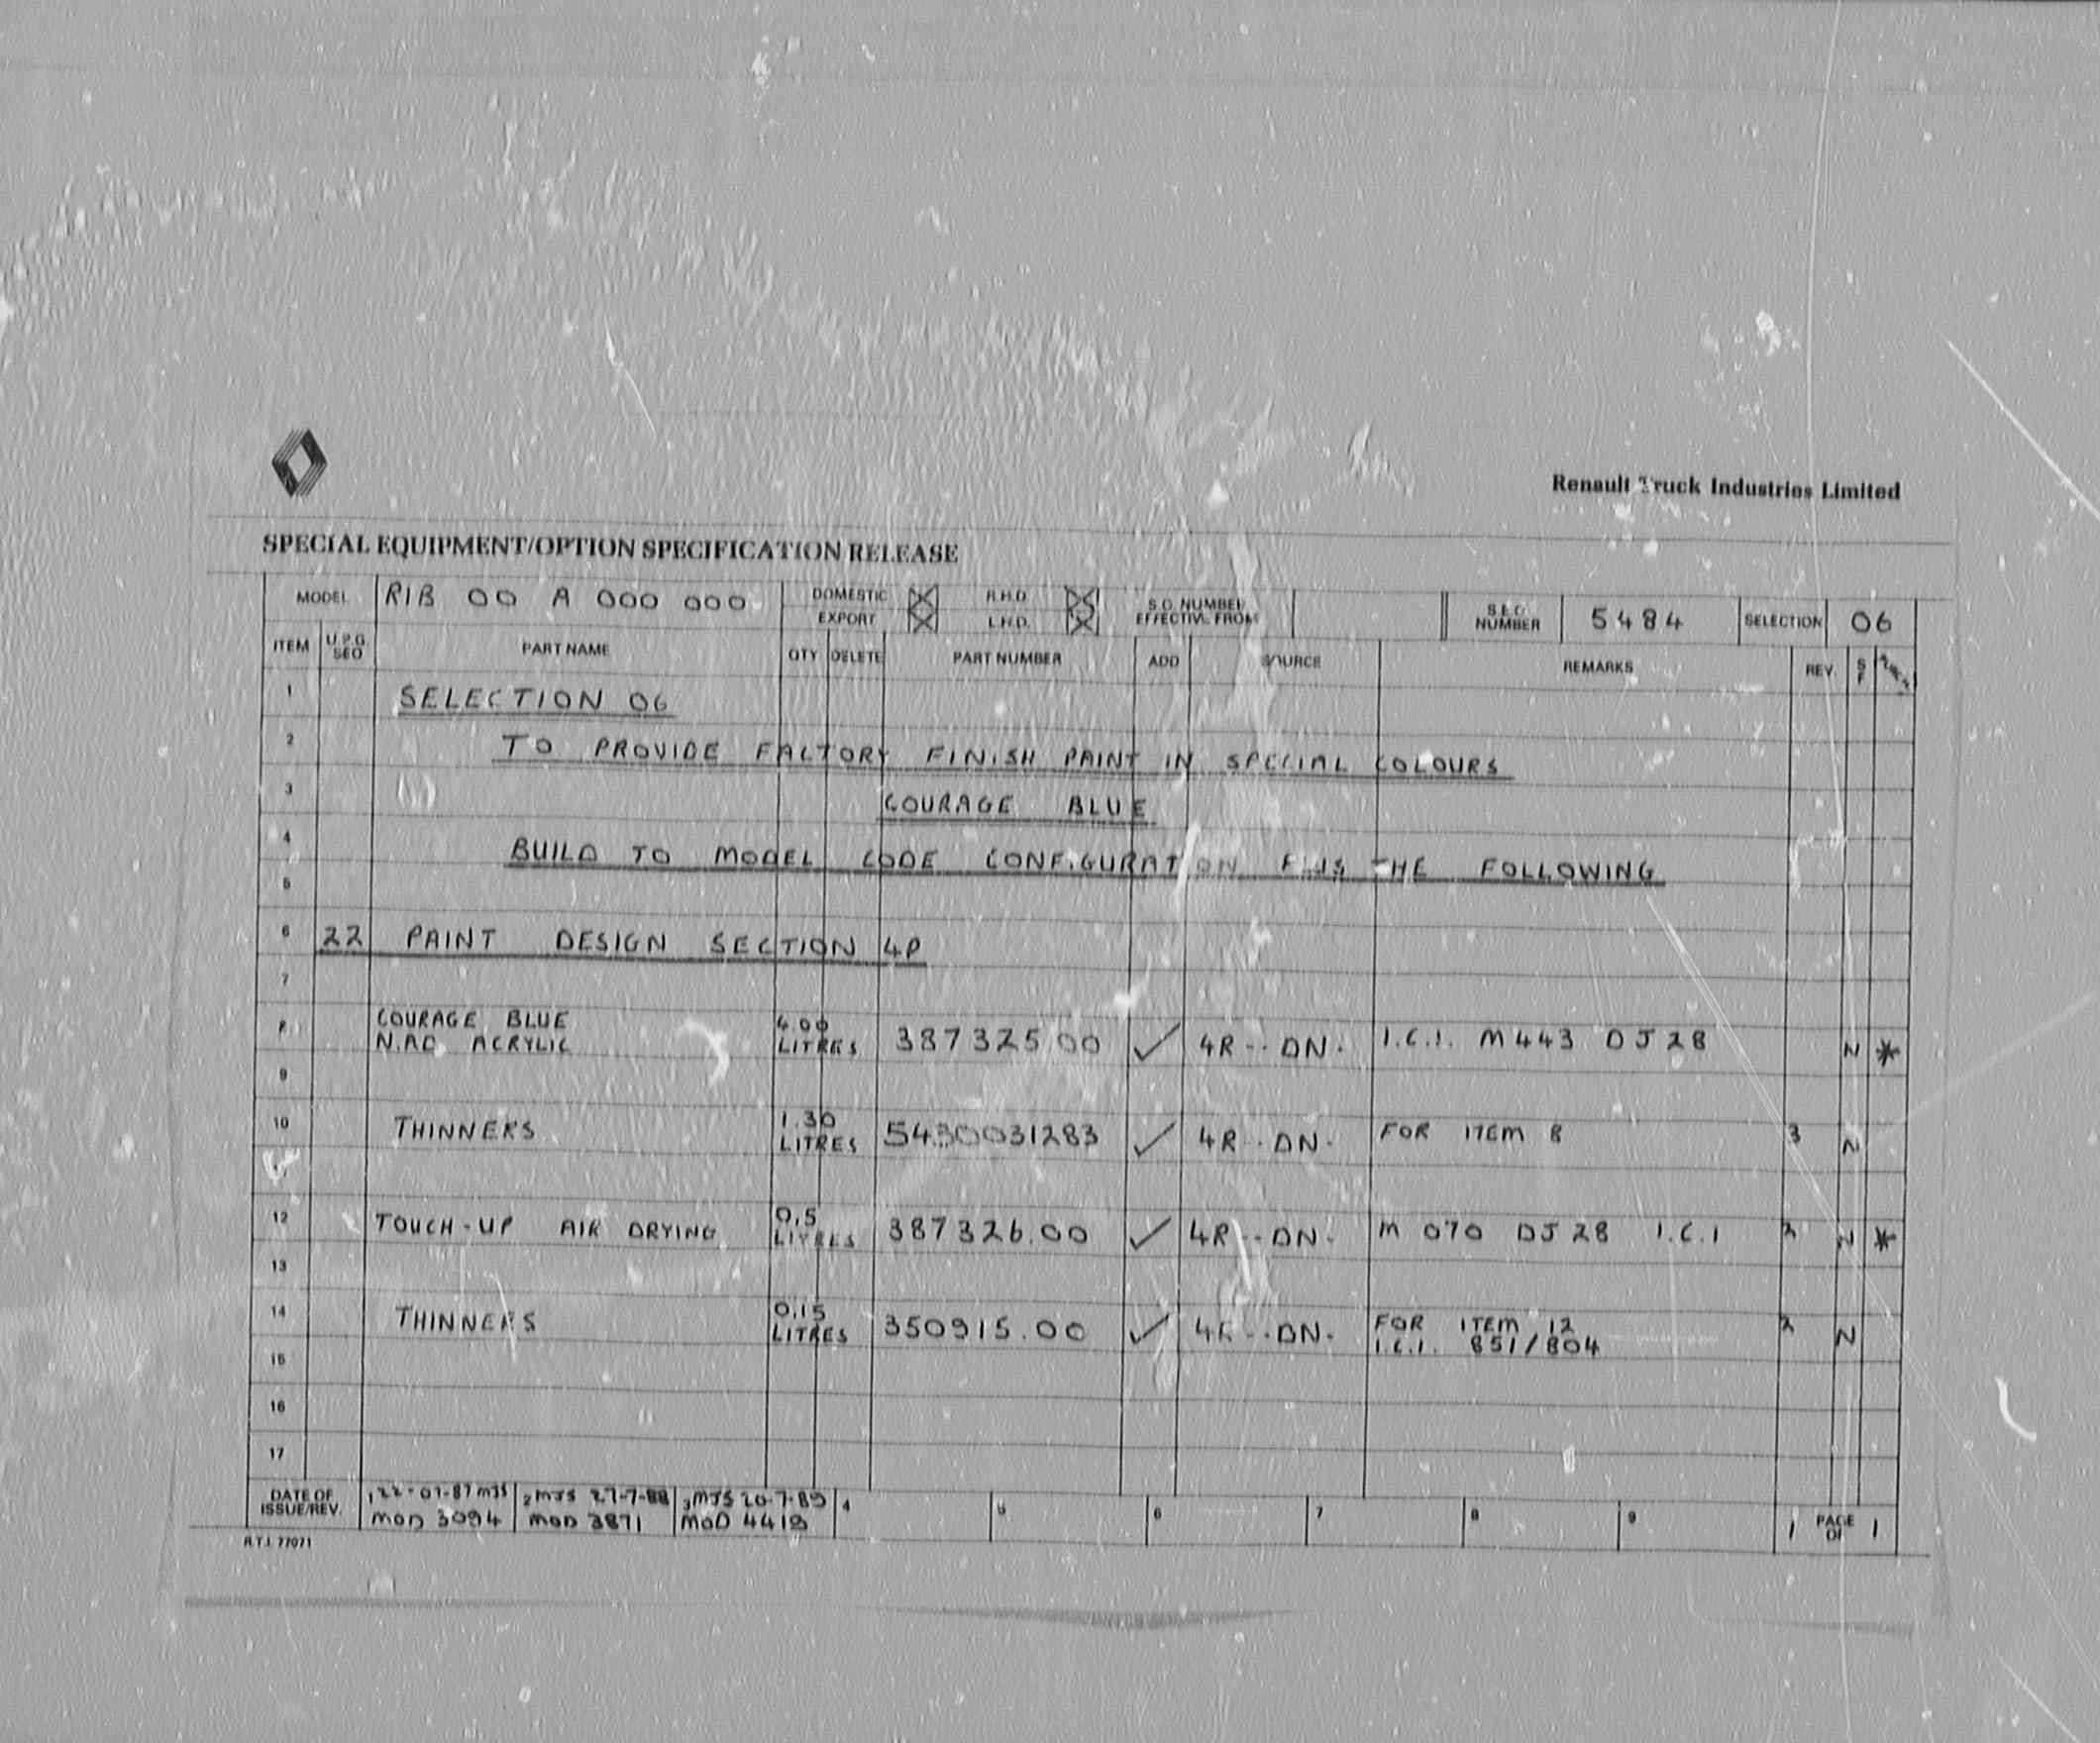 Renault Truck Industries Limited
SPECIAL EQUIPMENT/OPTION SPECIFICATION RELEASE
MODEL R1B 00 A 000 000 DOMESTIC EXPORT R.H.D. L.H.D. S.O. NUMBER EFFECTIVE FROM S.E.O. NUMBER 5484 SELECTION 06
ITEM U.P.G. SEQ PART NAME QTY DELETE PART NUMBER ADD SOURCE REMARKS REV. S F
1 SELECTION 06
2 TO PROVIDE FACTORY FINISH PAINT IN SPECIAL COLOURS
3 COURAGE BLUE
4 BUILD TO MODEL CODE CONFIGURATION PLUS THE FOLLOWING
5
6 22 PAINT DESIGN SECTION 4P
7
8 COURAGE BLUE N.AD ACRYLIC 4.00 LITRES 387325 00 ✓ 4R--DN. I.C.I. M443 DJ28 N *
9
10 THINNERS 1.30 LITRES 5430031283 ✓ 4R--DN. FOR ITEM 8 3 N
12 TOUCH-UP AIR DRYING 0,5 LITRES 387326.00 ✓ 4R--DN. M 070 DJ28 I.C.I 2 N *
13
14 THINNERS 0,15 LITRES 350915.00 ✓ 4R--DN. FOR ITEM 12 I.C.I. 851/804 2 N
15
16
17
DATE OF ISSUE/REV. 1 22-07-87 MJS 2 MJS 27-7-88 3 MJS 20-7-89 4 5 6 7 8 9 1 PAGE OF 1
MOD 3094 MOD 3871 MOD 4419
R.T.I. 77071